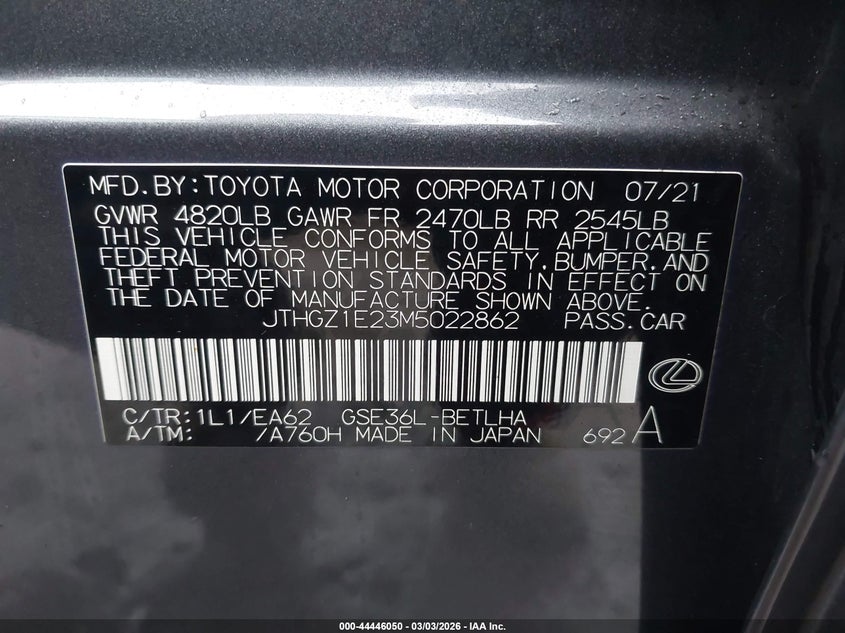 MFD.BY:TOYOTA MOTOR CORPORATION 07/21
GVWR 4820LB GAWR FR 2470LB RR 2545LB
THIS VEHICLE CONFORMS TO ALL APPLICABLE
FEDERAL MOTOR VEHICLE SAFETY,BUMPER,AND
THEFT PREVENTION STANDARDS IN EFFECT ON
THE DATE OF MANUFACTURE SHOWN ABOVE.
JTHGZ1E23M5022862 PASS.CAR
C/TR:1L1/EA62 GSE36L-BETLHA
A/TM: /A760H MADE IN JAPAN 692A
000-44446050 - 03/03/2026 - IAA Inc.